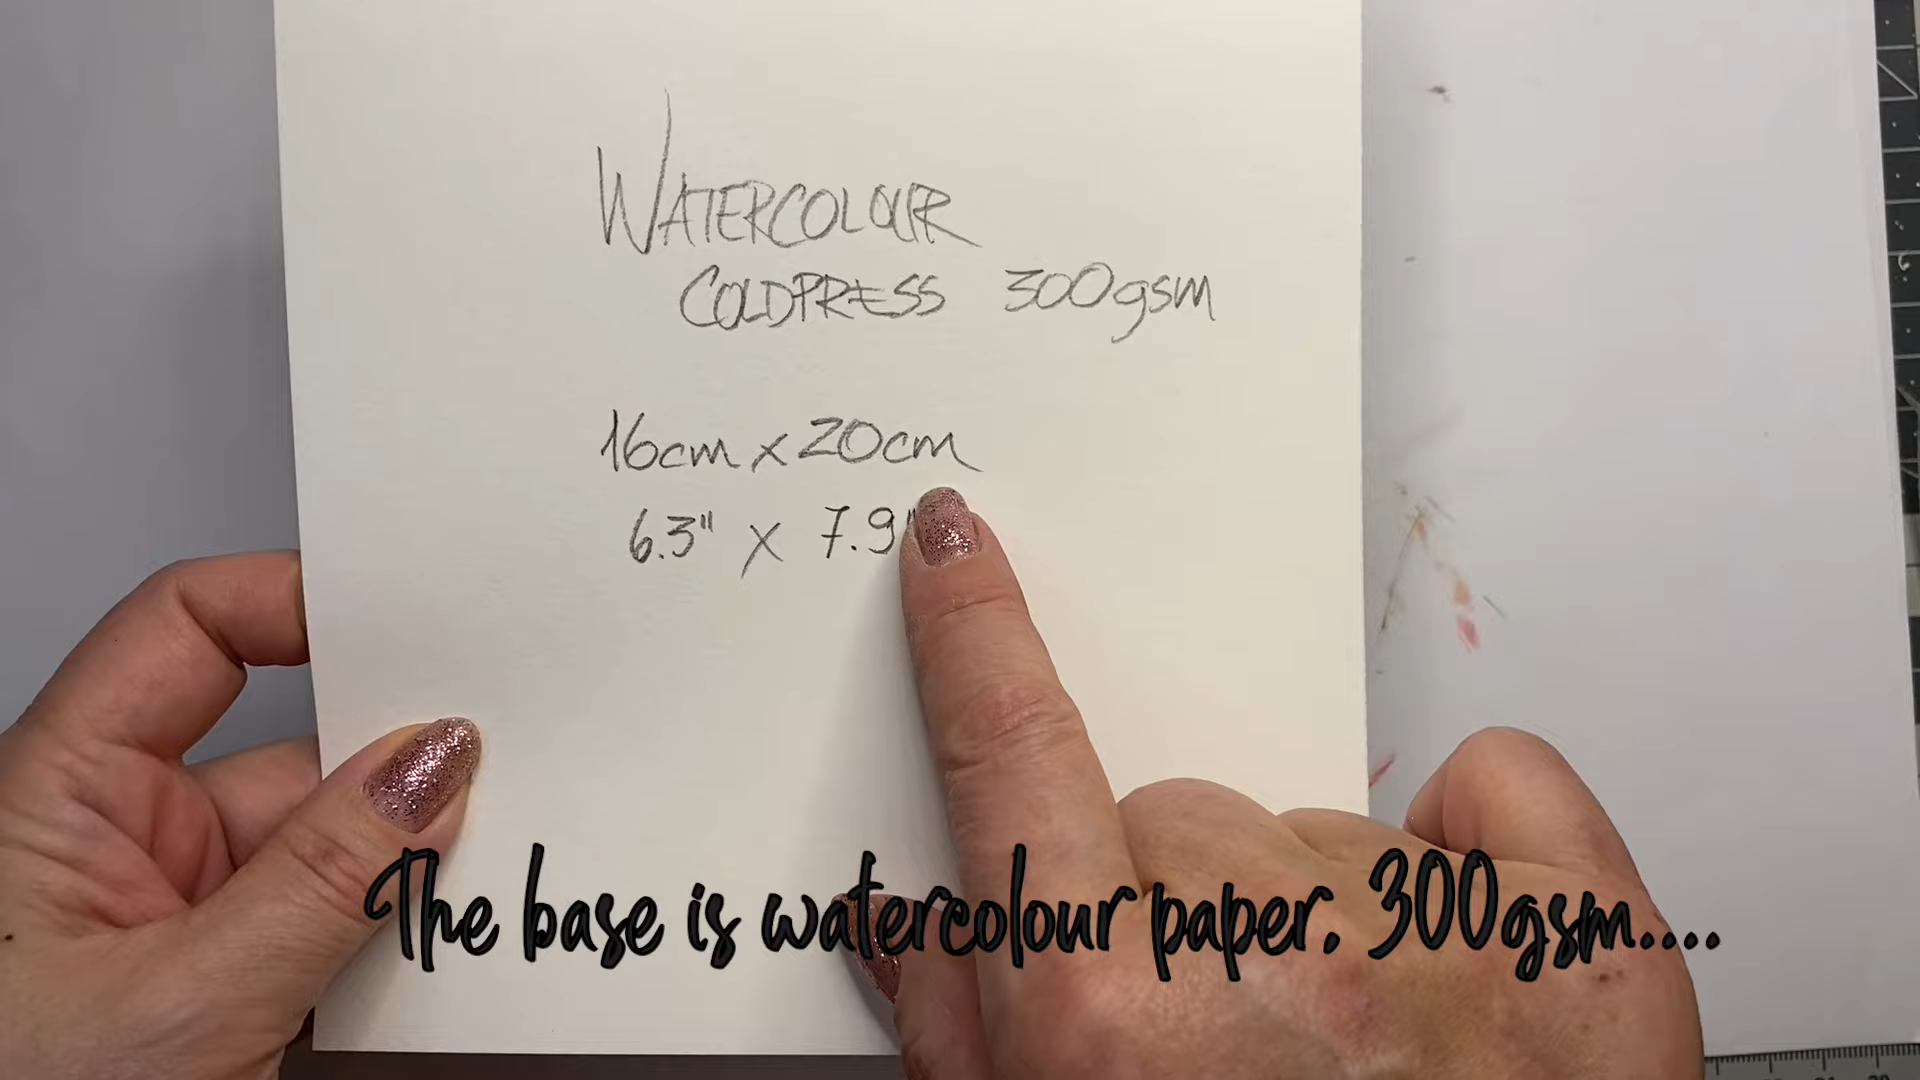 WATERCOLOUR
COLDPRESS 300gsm
16cm x 20cm
6.3" x 7.9"
The base is watercolour paper. 300gsm....